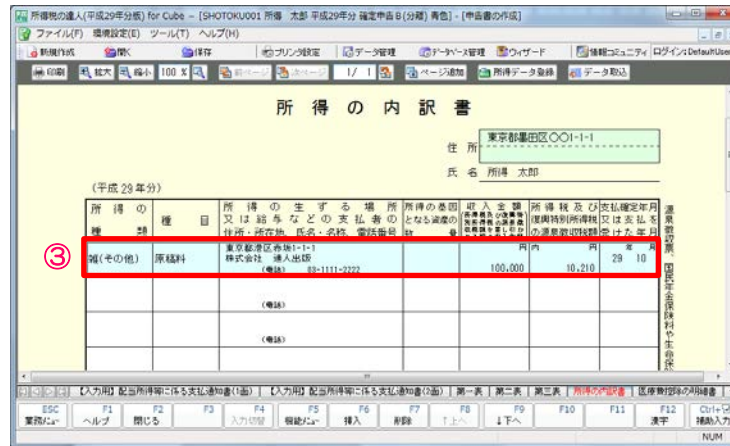 所得税の達人(平成29年分版) for Cube - [SHOTOKU001 所得 太郎 平成29年分 確定申告B(分離) 青色] - [申告書の作成]
ファイル(F) 環境設定(E) ツール(T) ヘルプ(H)
新規作成 開く 保存 プリンタ設定 データ管理 データベース管理 ウィザード 情報コミュニティ ログイン:DefaultUser
印刷 拡大 縮小 100 % 前ページ 次ページ 1/ 1 ページ追加 所得データ登録 データ取込
所得の内訳書
住所 東京都墨田区〇〇1-1-1
氏名 所得 太郎
(平成 29 年分)
所得の種類 種目 所得の生ずる場所又は給与などの支払者の住所・所在地、氏名・名称、電話番号 所得の基因となる資産の数量 収入金額 所得税及び復興特別所得税の源泉徴収税額 支払確定年月又は支払を受けた年月
源泉徴収票、国民年金保険料や生命保
③
雑(その他) 原稿料 東京都港区赤坂1-1-1 円 内 円 年 月
株式会社 達人出版 29 10
(電話) 03-1111-2222 100,000 10,210
(電話)
(電話)
【入力用】配当所得等に係る支払通知書(1面) 【入力用】配当所得等に係る支払通知書(2面) 第一表 第二表 第三表 所得の内訳書 医療費控除の明細書
ESC F1 F2 F3 F4 F5 F6 F7 F8 F9 F10 F11 F12 Ctrl+
業務メニュー ヘルプ 閉じる 入力切替 機能メニュー 挿入 削除 ↑上へ ↓下へ 漢字 補助入力
NUM